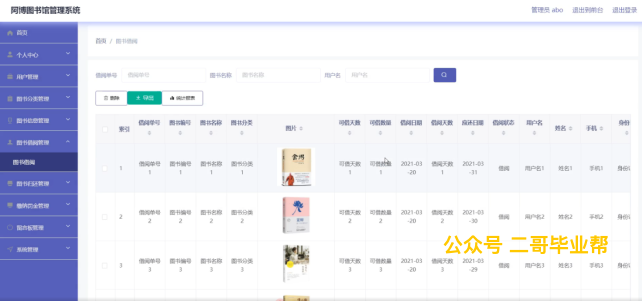 阿博图书馆管理系统
管理员 abo 退出到前台 退出登录
首页
个人中心
用户管理
图书分类管理
图书信息管理
图书借阅管理
图书借阅
图书归还管理
缴纳罚金管理
留言板管理
系统管理
首页 / 图书借阅
借阅单号 借阅单号 图书名称 图书名称 用户名 用户名
删除 导出 统计图表
索引 借阅单号 图书编号 图书名称 图书分类 图片 可借天数 可借数量 借阅日期 借阅天数 应还日期 借阅状态 用户名 姓名 手机 身份
1 借阅单号1 图书编号1 图书名称1 图书分类1 可借天数1 可借数量1 2021-03-20 借阅天数1 2021-03-31 借阅 用户名1 姓名1 手机1 身份
2 借阅单号2 图书编号2 图书名称2 图书分类2 可借天数2 可借数量2 2021-03-20 借阅天数2 2021-03-30 借阅 用户名2 姓名2 手机2 身份
3 借阅单号3 图书编号3 图书名称3 图书分类3 可借天数3 可借数量3 2021-03-20 借阅天数3 2021-03-29 借阅 用户名3 姓名3 手机3 身份
公众号 二哥毕业帮